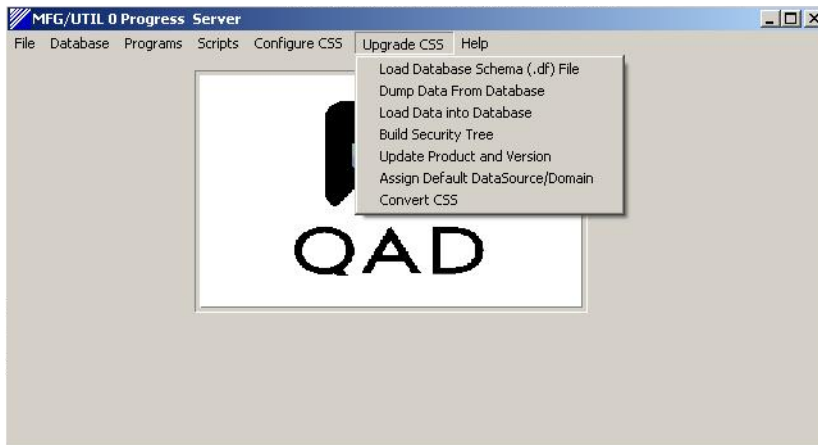 MFG/UTIL 0 Progress Server
File Database Programs Scripts Configure CSS Upgrade CSS Help
Load Database Schema (.df) File
Dump Data From Database
Load Data into Database
Build Security Tree
Update Product and Version
Assign Default DataSource/Domain
Convert CSS
QAD